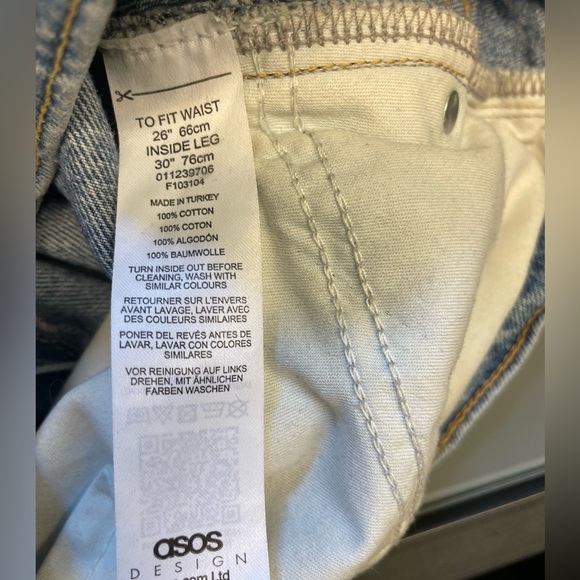 TO FIT WAIST
26" 66cm
INSIDE LEG
30" 76cm
011239706
F103104
MADE IN TURKEY
100% COTTON
100% COTON
100% ALGODÓN
100% BAUMWOLLE
TURN INSIDE OUT BEFORE
CLEANING, WASH WITH
SIMILAR COLOURS
RETOURNER SUR L'ENVERS
AVANT LAVAGE, LAVER AVEC
DES COULEURS SIMILAIRES
PONER DEL REVÉS ANTES DE
LAVAR, LAVAR CON COLORES
SIMILARES
VOR REINIGUNG AUF LINKS
DREHEN, MIT ÄHNLICHEN
FARBEN WASCHEN
asos
DESIGN
Ltd